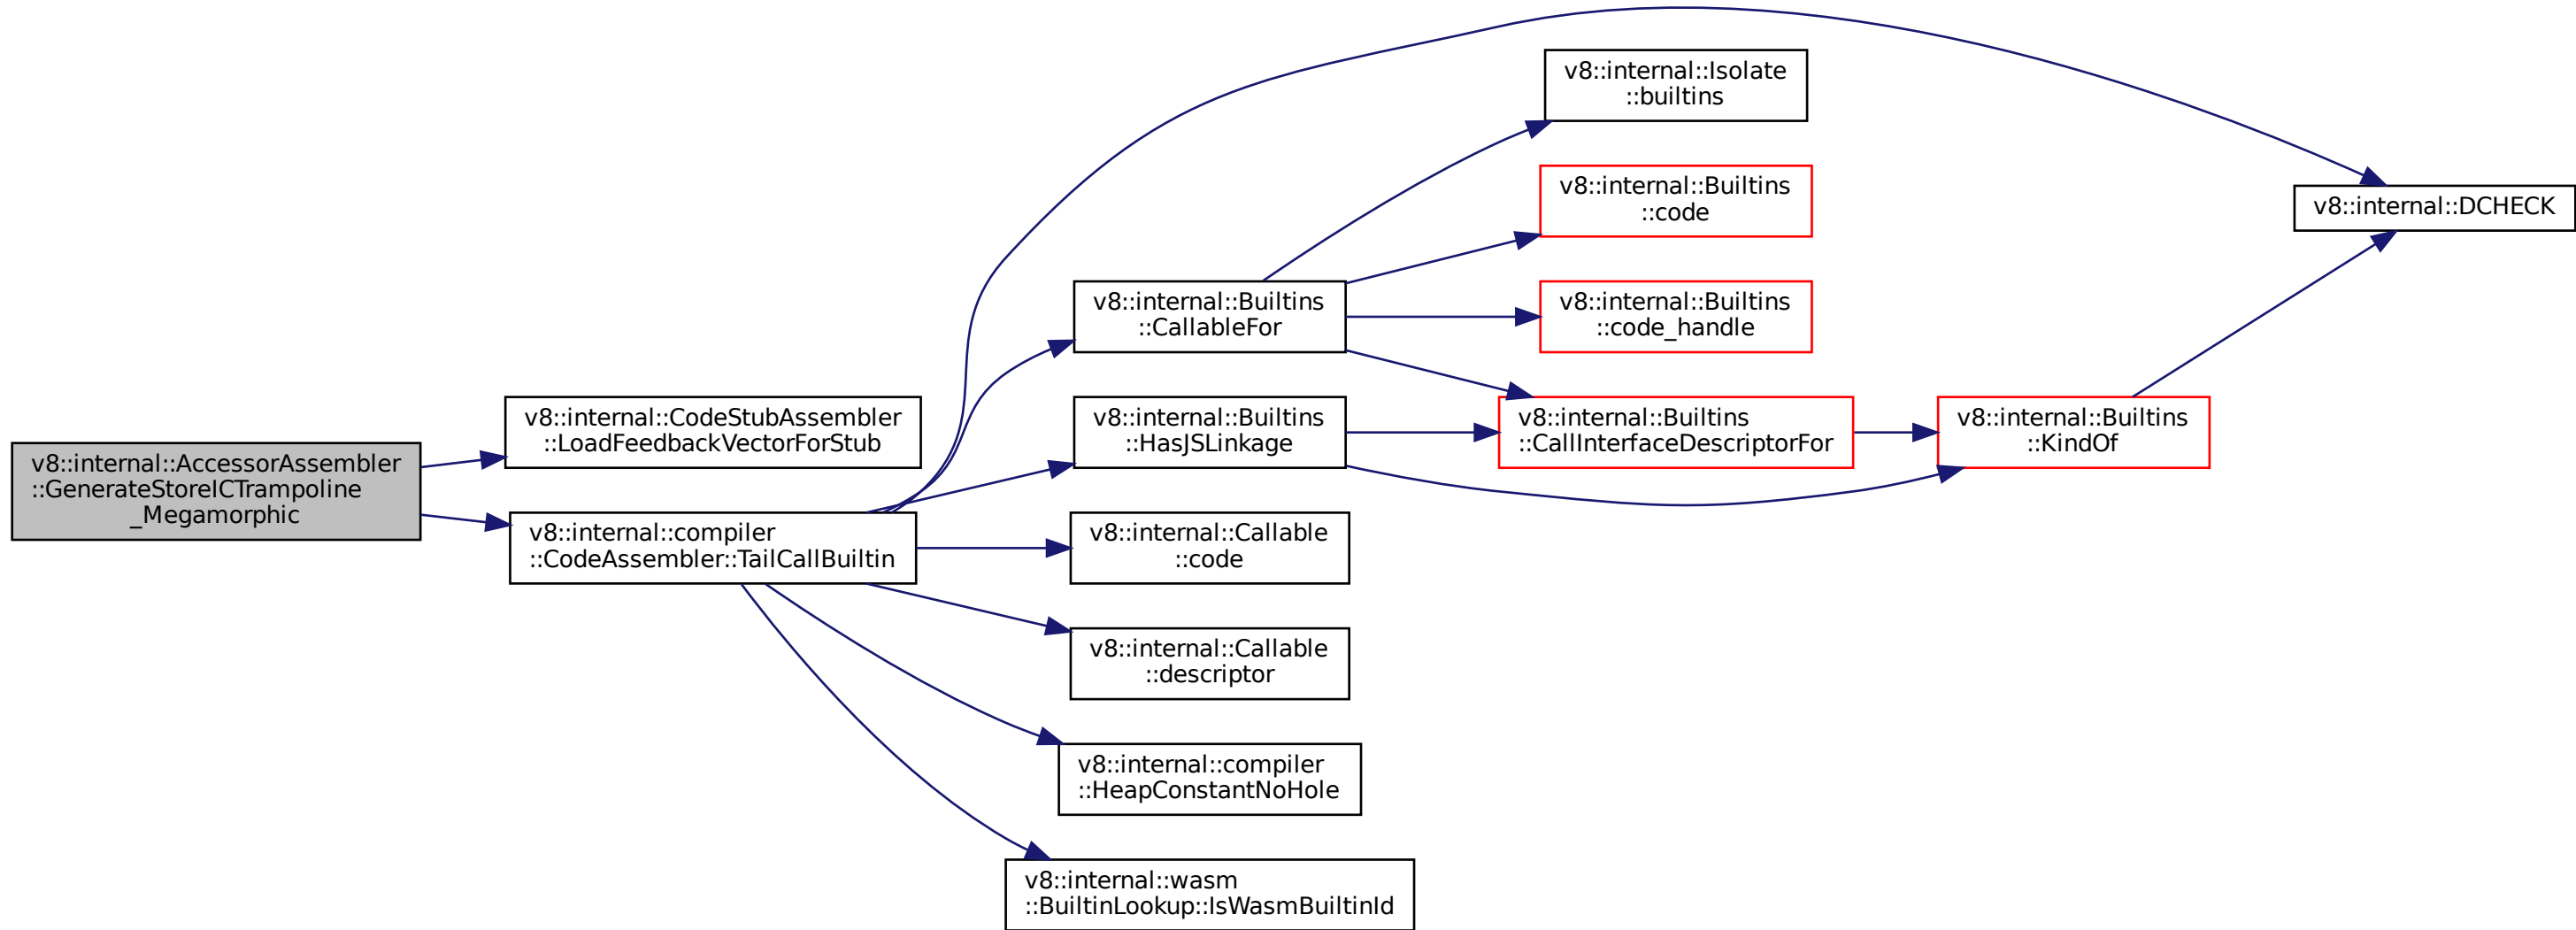 v8::internal::AccessorAssembler
::GenerateStoreICTrampoline
_Megamorphic
v8::internal::CodeStubAssembler
::LoadFeedbackVectorForStub
v8::internal::compiler
::CodeAssembler::TailCallBuiltin
v8::internal::Builtins
::CallableFor
v8::internal::Builtins
::HasJSLinkage
v8::internal::Callable
::code
v8::internal::Callable
::descriptor
v8::internal::compiler
::HeapConstantNoHole
v8::internal::wasm
::BuiltinLookup::IsWasmBuiltinId
v8::internal::Isolate
::builtins
v8::internal::Builtins
::code
v8::internal::Builtins
::code_handle
v8::internal::Builtins
::CallInterfaceDescriptorFor
v8::internal::Builtins
::KindOf
v8::internal::DCHECK